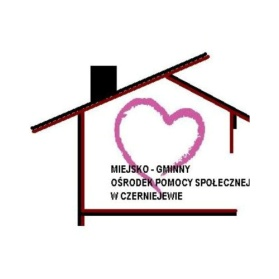 MIEJSKO - GMINNY
OŚRODEK POMOCY SPOŁECZNEJ
W CZERNIEJEWIE